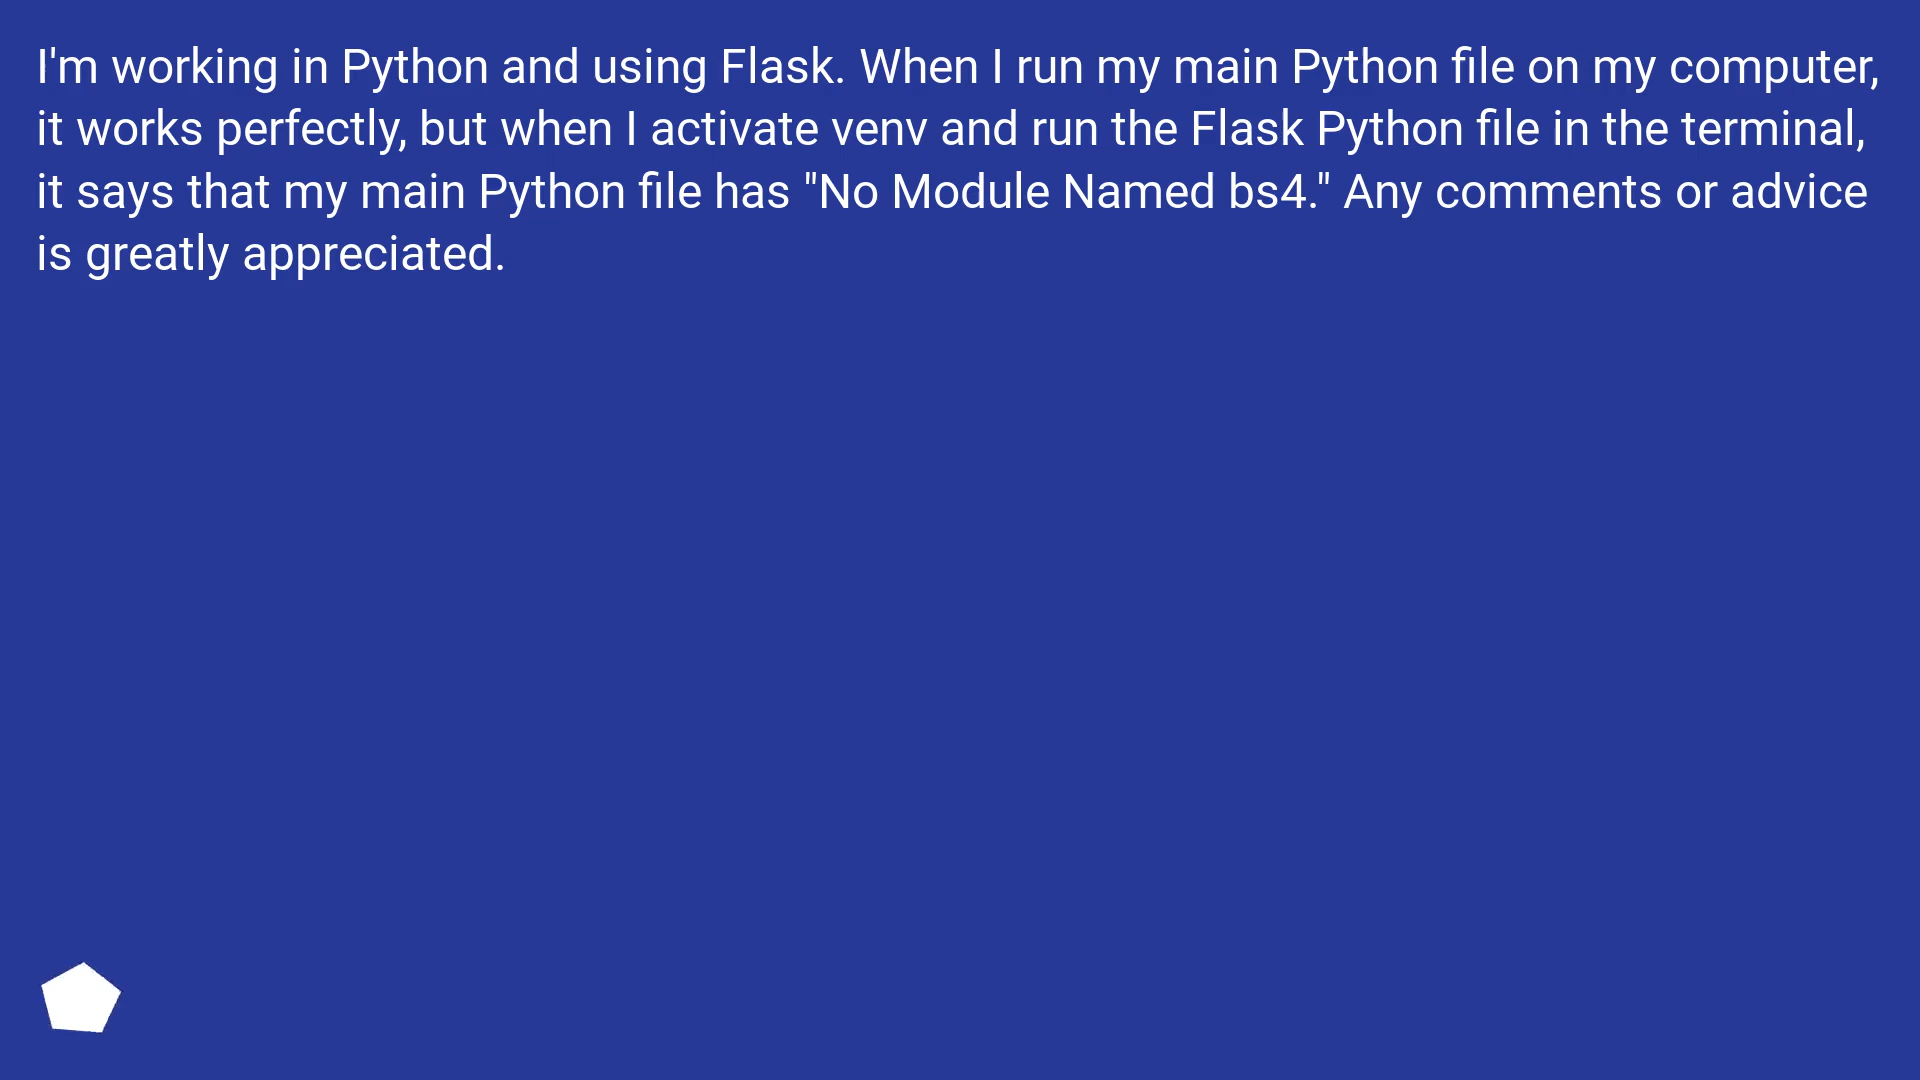 I'm working in Python and using Flask. When I run my main Python file on my computer,
it works perfectly, but when I activate venv and run the Flask Python file in the terminal,
it says that my main Python file has "No Module Named bs4." Any comments or advice
is greatly appreciated.